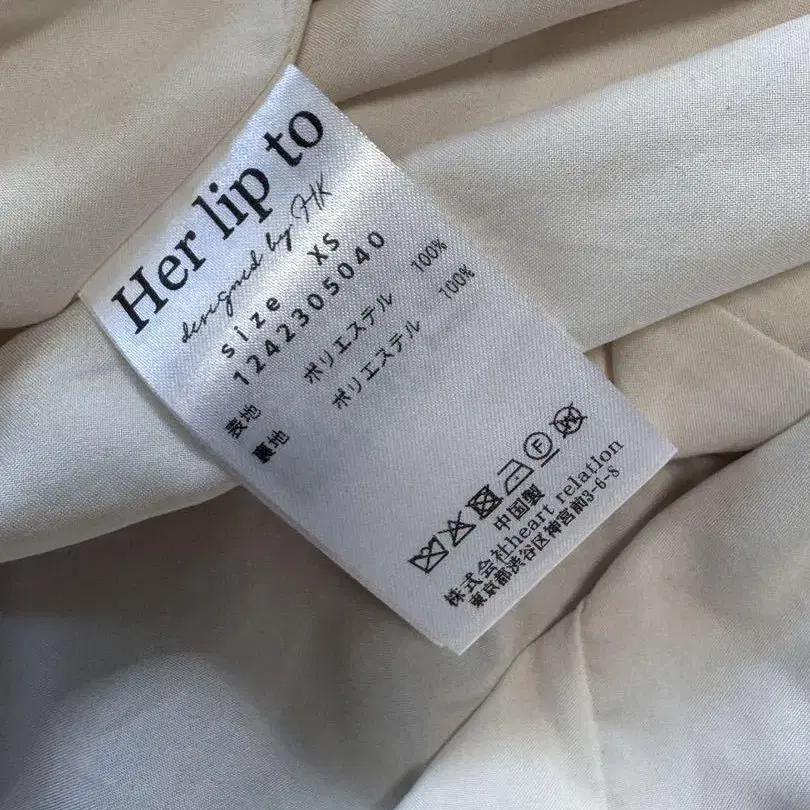 Her lip to
designed by HK
size XS
1242305040
表地 ポリエステル 100%
裏地 ポリエステル 100%
中国製
株式会社heart relation
東京都渋谷区神宮前3-6-8